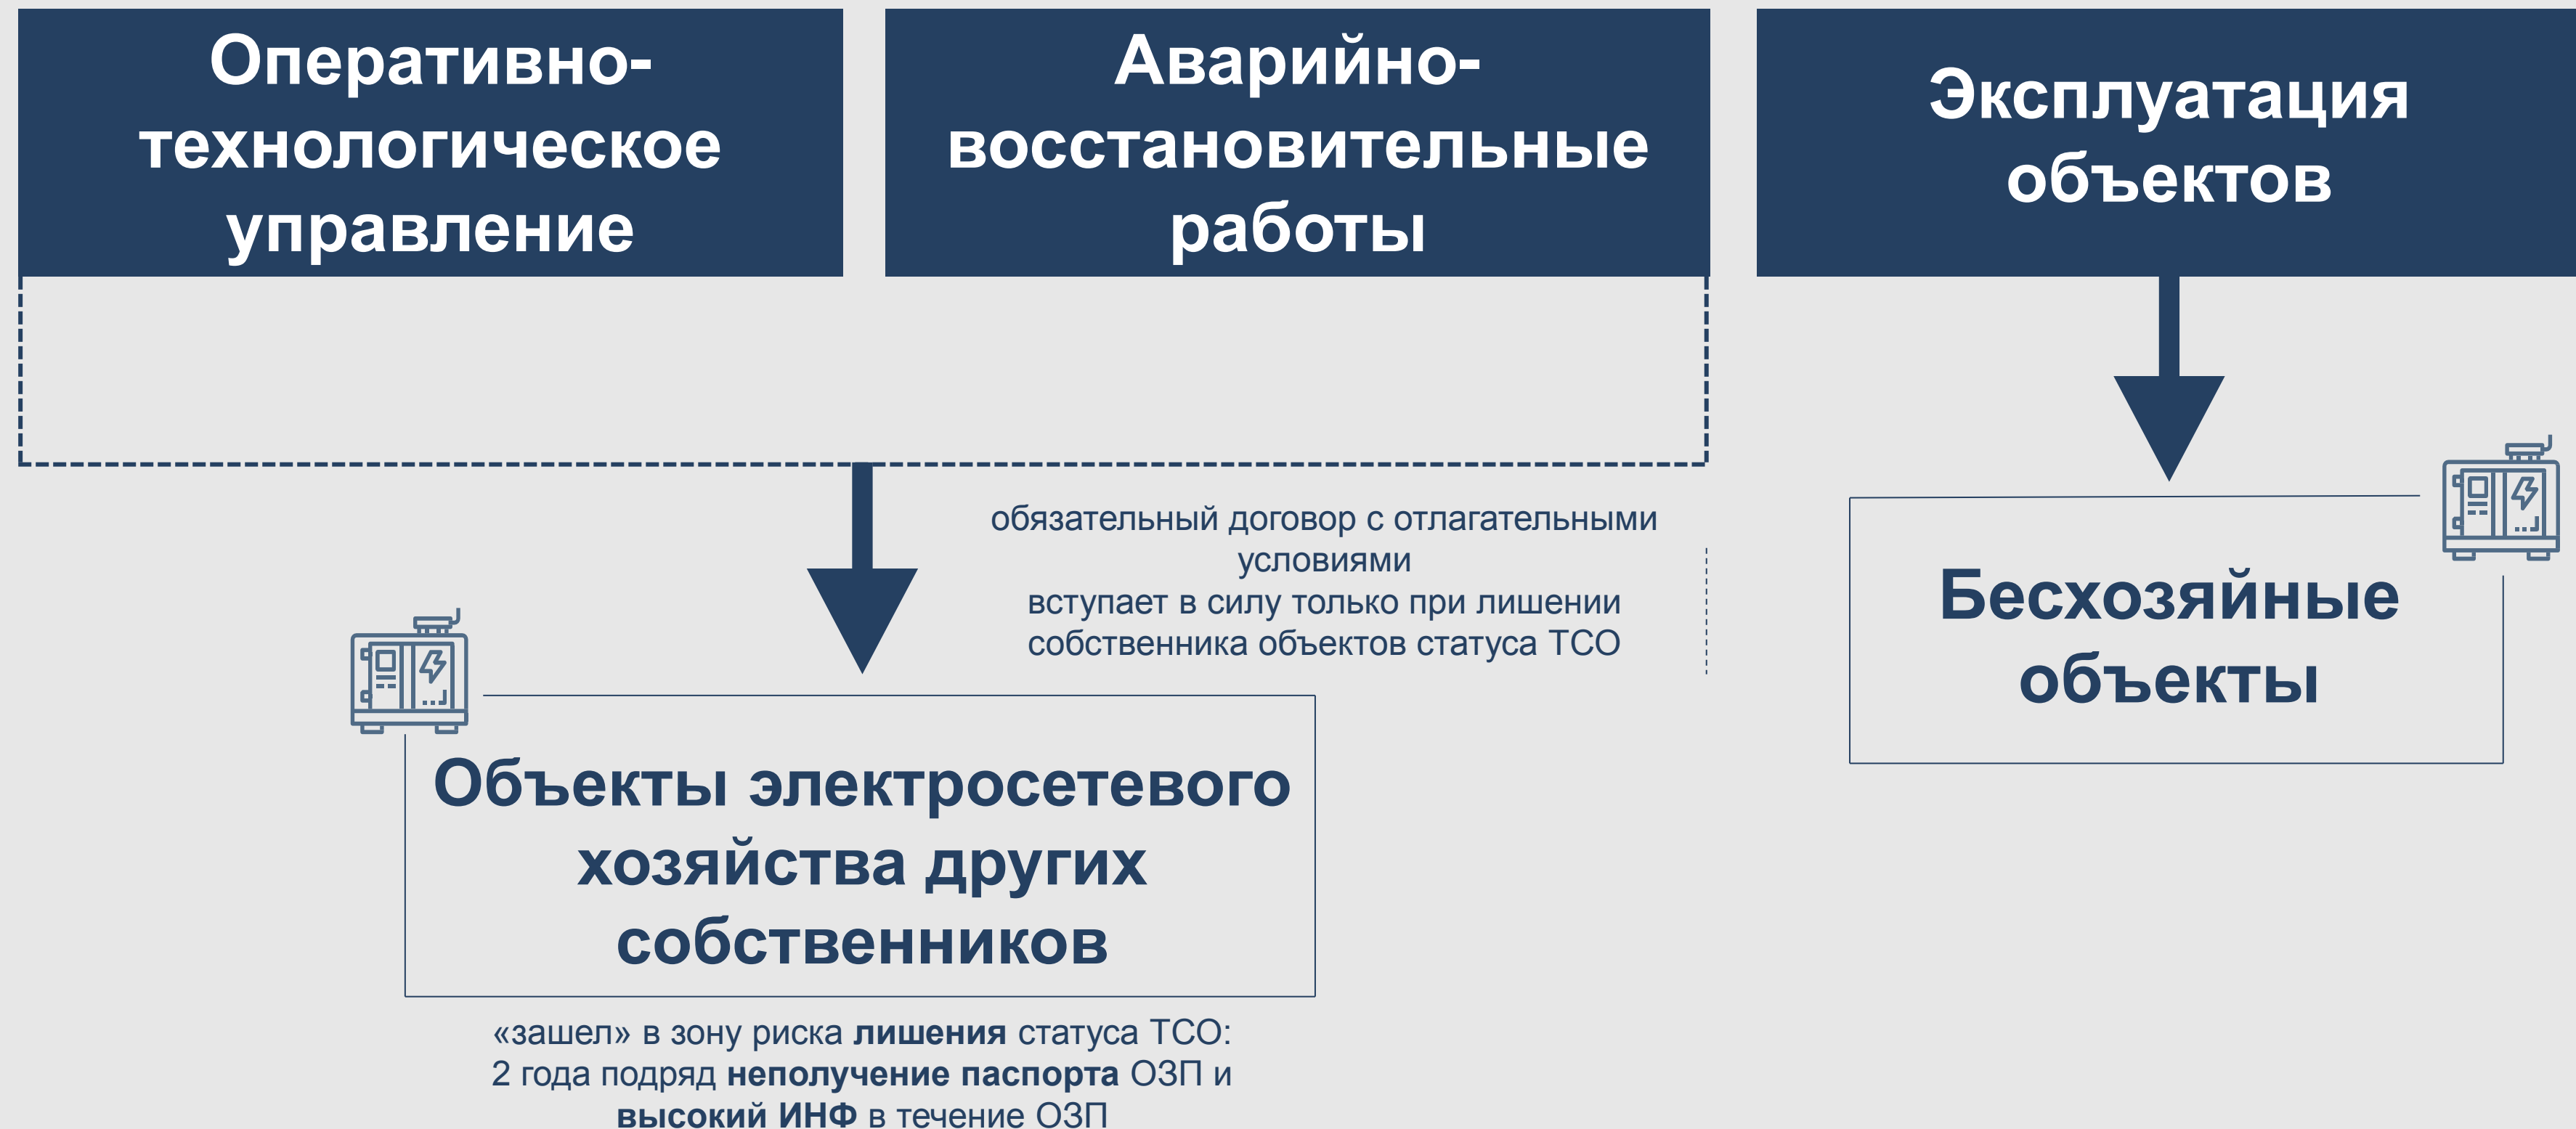 Оперативно-
технологическое
управление
Аварийно-
восстановительные
работы
Эксплуатация
объектов
обязательный договор с отлагательными
условиями
вступает в силу только при лишении
собственника объектов статуса ТСО
Объекты электросетевого
хозяйства других
собственников
«зашел» в зону риска лишения статуса ТСО:
2 года подряд неполучение паспорта ОЗП и
высокий ИНФ в течение ОЗП
Бесхозяйные
объекты